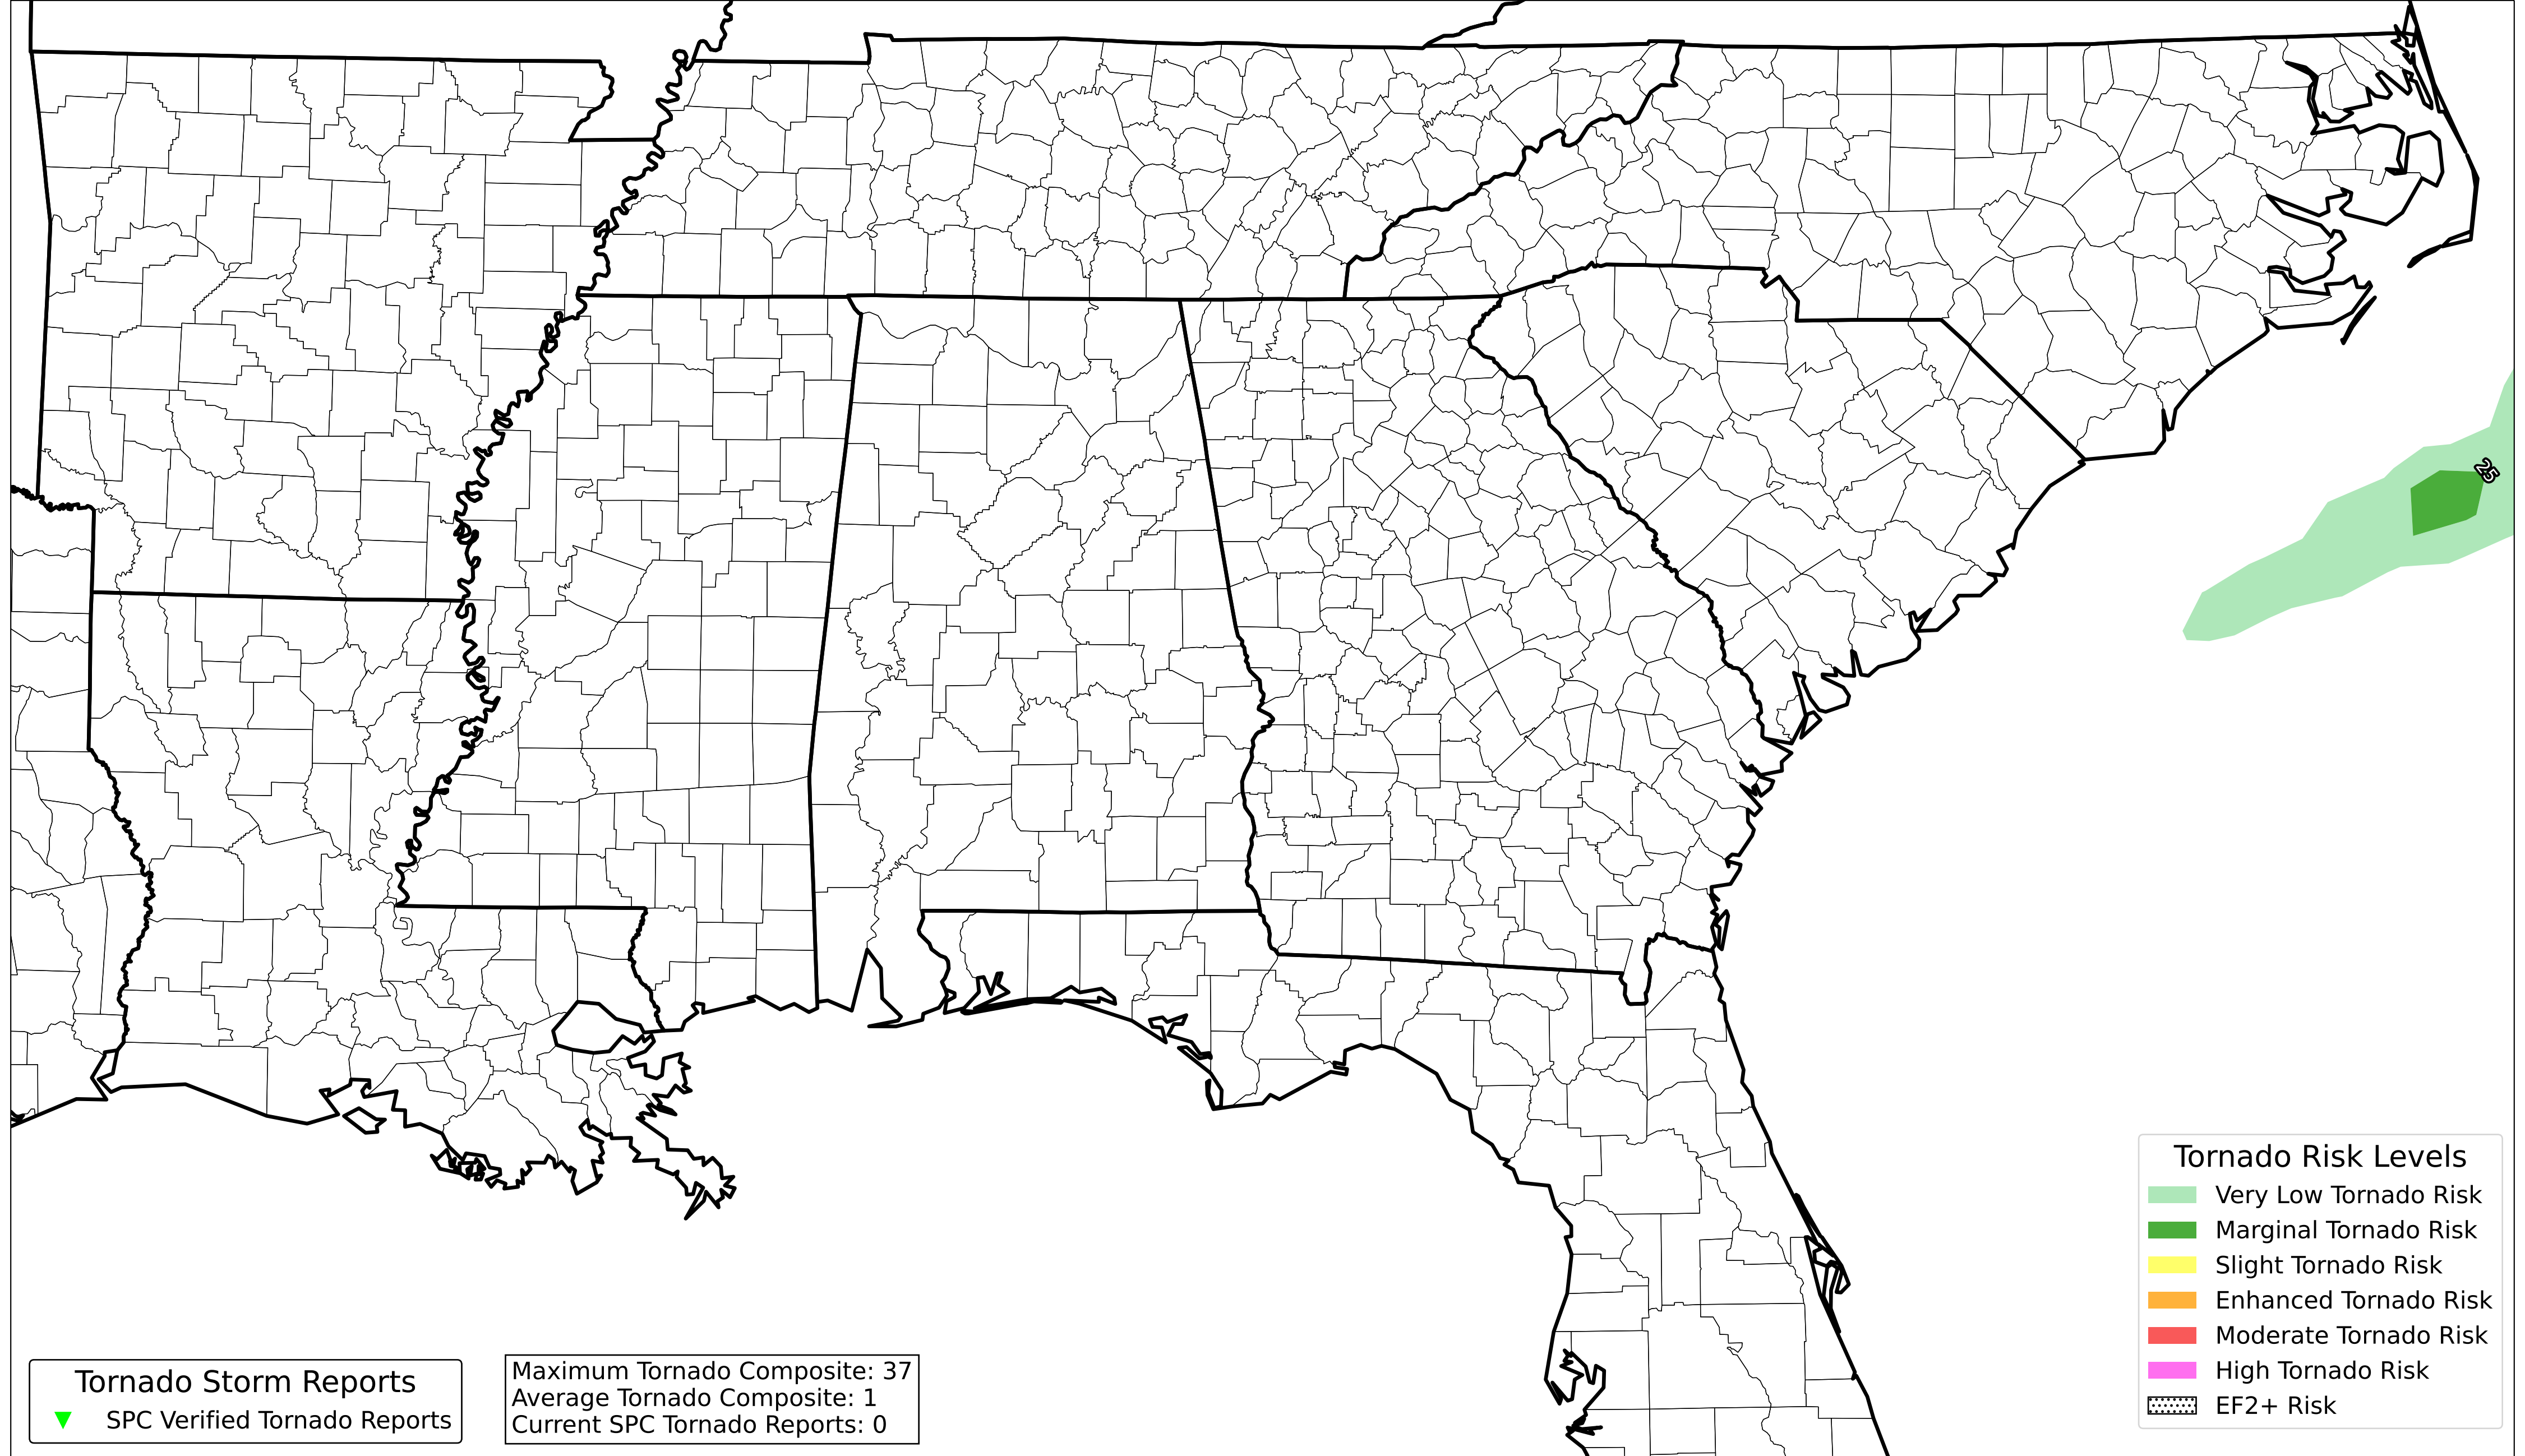 25
Tornado Risk Levels
Very Low Tornado Risk
Marginal Tornado Risk
Slight Tornado Risk
Enhanced Tornado Risk
Moderate Tornado Risk
High Tornado Risk
EF2+ Risk
Tornado Storm Reports
SPC Verified Tornado Reports
Maximum Tornado Composite: 37
Average Tornado Composite: 1
Current SPC Tornado Reports: 0